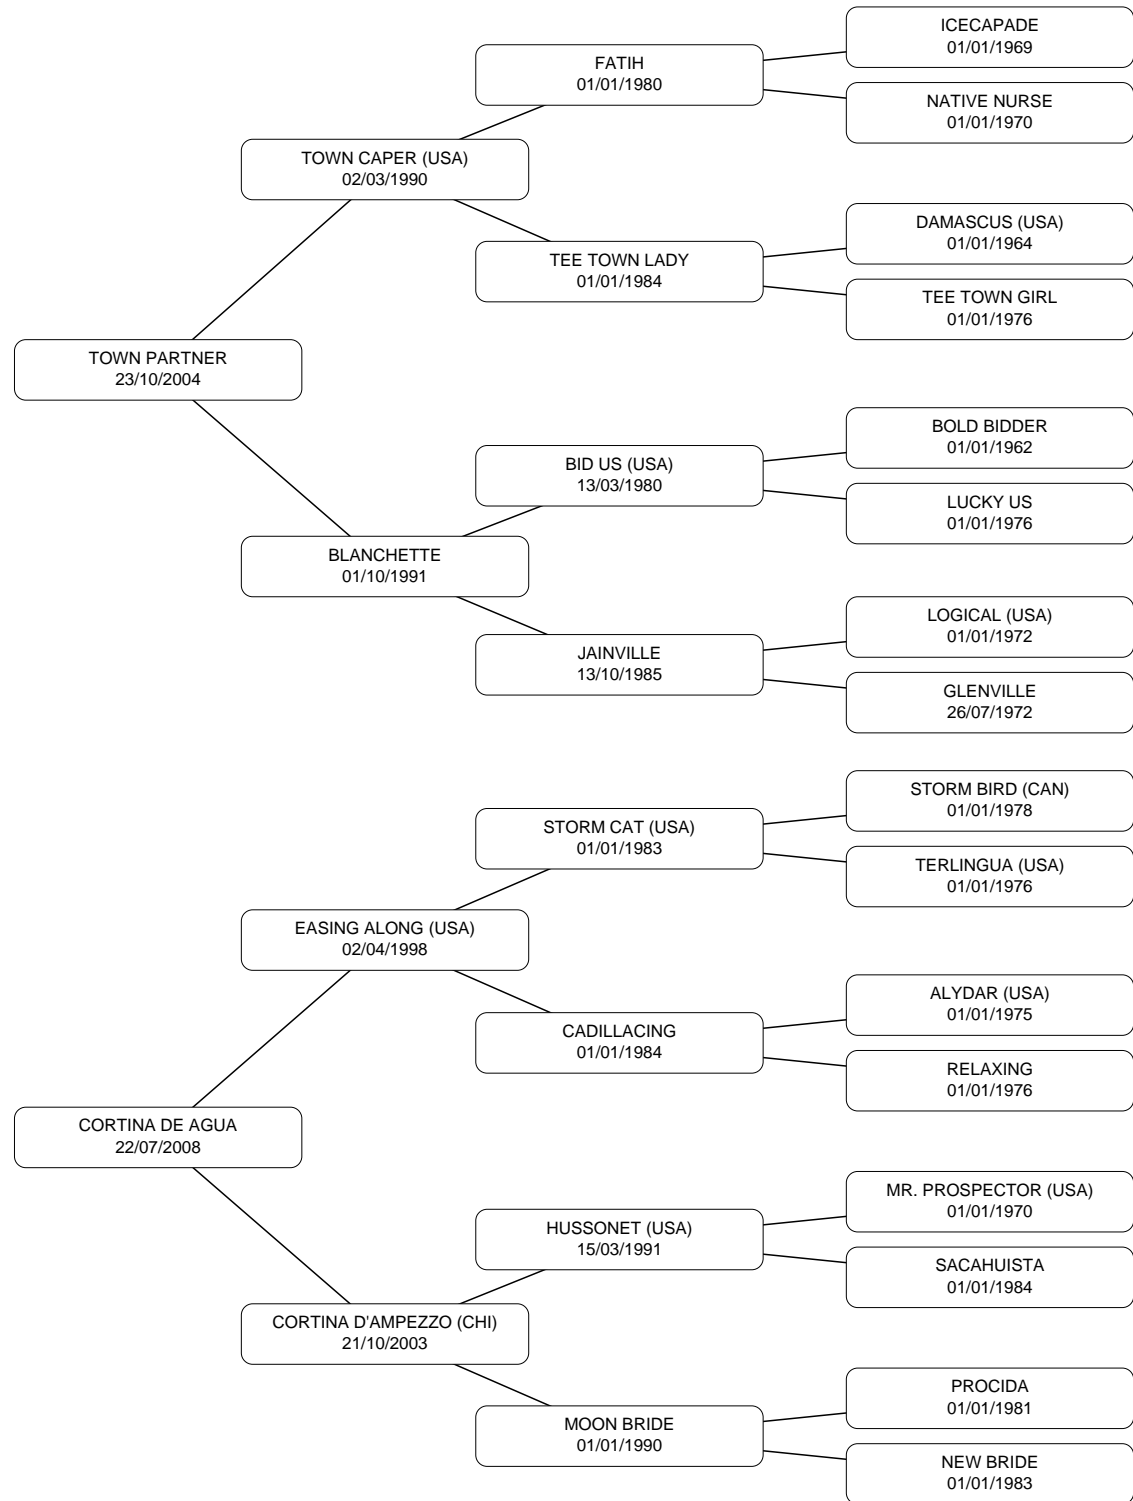 ICECAPADE
01/01/1969
FATIH
01/01/1980
NATIVE NURSE
01/01/1970
TOWN CAPER (USA)
02/03/1990
DAMASCUS (USA)
01/01/1964
TEE TOWN LADY
01/01/1984
TEE TOWN GIRL
01/01/1976
TOWN PARTNER
23/10/2004
BOLD BIDDER
01/01/1962
BID US (USA)
13/03/1980
LUCKY US
01/01/1976
BLANCHETTE
01/10/1991
LOGICAL (USA)
01/01/1972
JAINVILLE
13/10/1985
GLENVILLE
26/07/1972
STORM BIRD (CAN)
01/01/1978
STORM CAT (USA)
01/01/1983
TERLINGUA (USA)
01/01/1976
EASING ALONG (USA)
02/04/1998
ALYDAR (USA)
01/01/1975
CADILLACING
01/01/1984
RELAXING
01/01/1976
CORTINA DE AGUA
22/07/2008
MR. PROSPECTOR (USA)
01/01/1970
HUSSONET (USA)
15/03/1991
SACAHUISTA
01/01/1984
CORTINA D'AMPEZZO (CHI)
21/10/2003
PROCIDA
01/01/1981
MOON BRIDE
01/01/1990
NEW BRIDE
01/01/1983